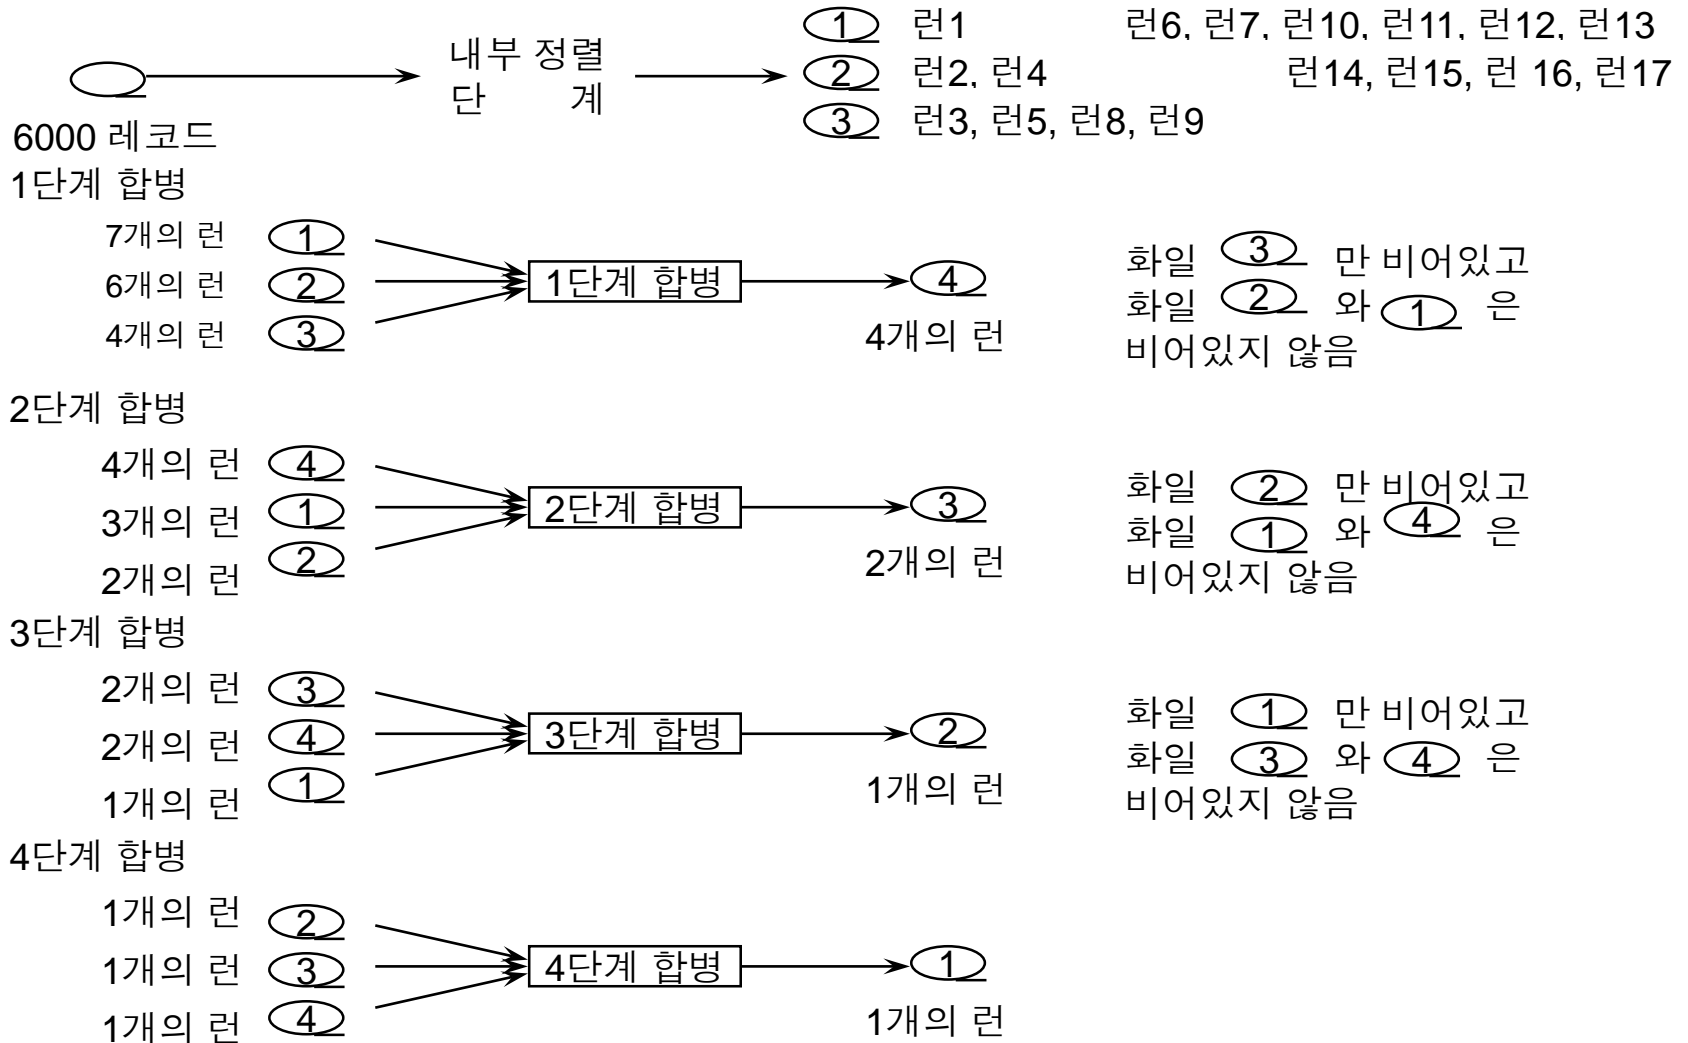 1 런1 런6, 런7, 런10, 런11, 런12, 런13
내부 정렬
단 계
2 런2, 런4 런14, 런15, 런 16, 런17
3 런3, 런5, 런8, 런9
6000 레코드
1단계 합병
7개의 런 1
6개의 런 2
4개의 런 3
1단계 합병
4
4개의 런
화일 3 만 비어있고
화일 2 와 1 은
비어있지 않음
2단계 합병
4개의 런 4
3개의 런 1
2개의 런 2
2단계 합병
3
2개의 런
화일 2 만 비어있고
화일 1 와 4 은
비어있지 않음
3단계 합병
2개의 런 3
2개의 런 4
1개의 런 1
3단계 합병
2
1개의 런
화일 1 만 비어있고
화일 3 와 4 은
비어있지 않음
4단계 합병
1개의 런 2
1개의 런 3
1개의 런 4
4단계 합병
1
1개의 런